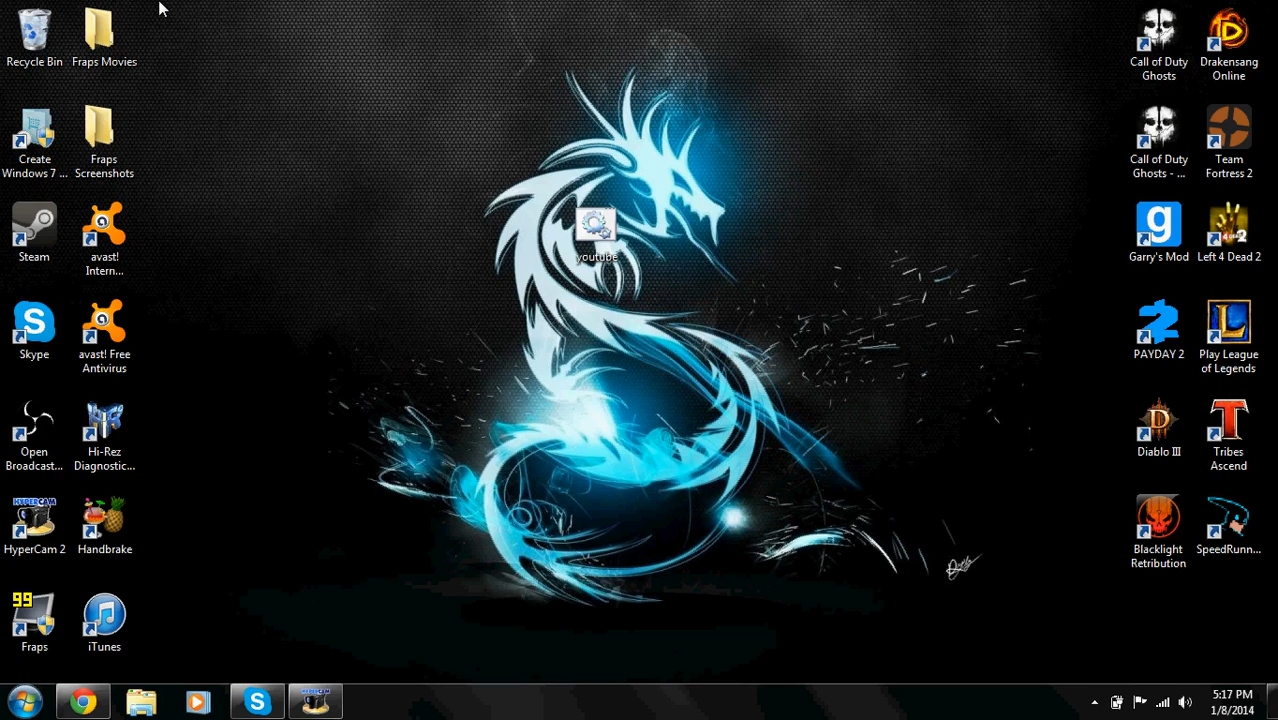 Recycle Bin
Fraps Movies
Create
Windows 7 ...
Fraps
Screenshots
Steam
avast!
Intern...
Skype
avast! Free
Antivirus
Open
Broadcast...
Hi-Rez
Diagnostic...
HYPERCAM
HyperCam 2
Handbrake
99
Fraps
iTunes
youtube
Call of Duty
Ghosts
Drakensang
Online
Call of Duty
Ghosts - ...
Team
Fortress 2
g
Garry's Mod
Left 4 Dead 2
2
PAYDAY 2
L
Play League
of Legends
D
Diablo III
T
Tribes
Ascend
Blacklight
Retribution
SpeedRunn...
S
HYPERCAM
5:17 PM
1/8/2014